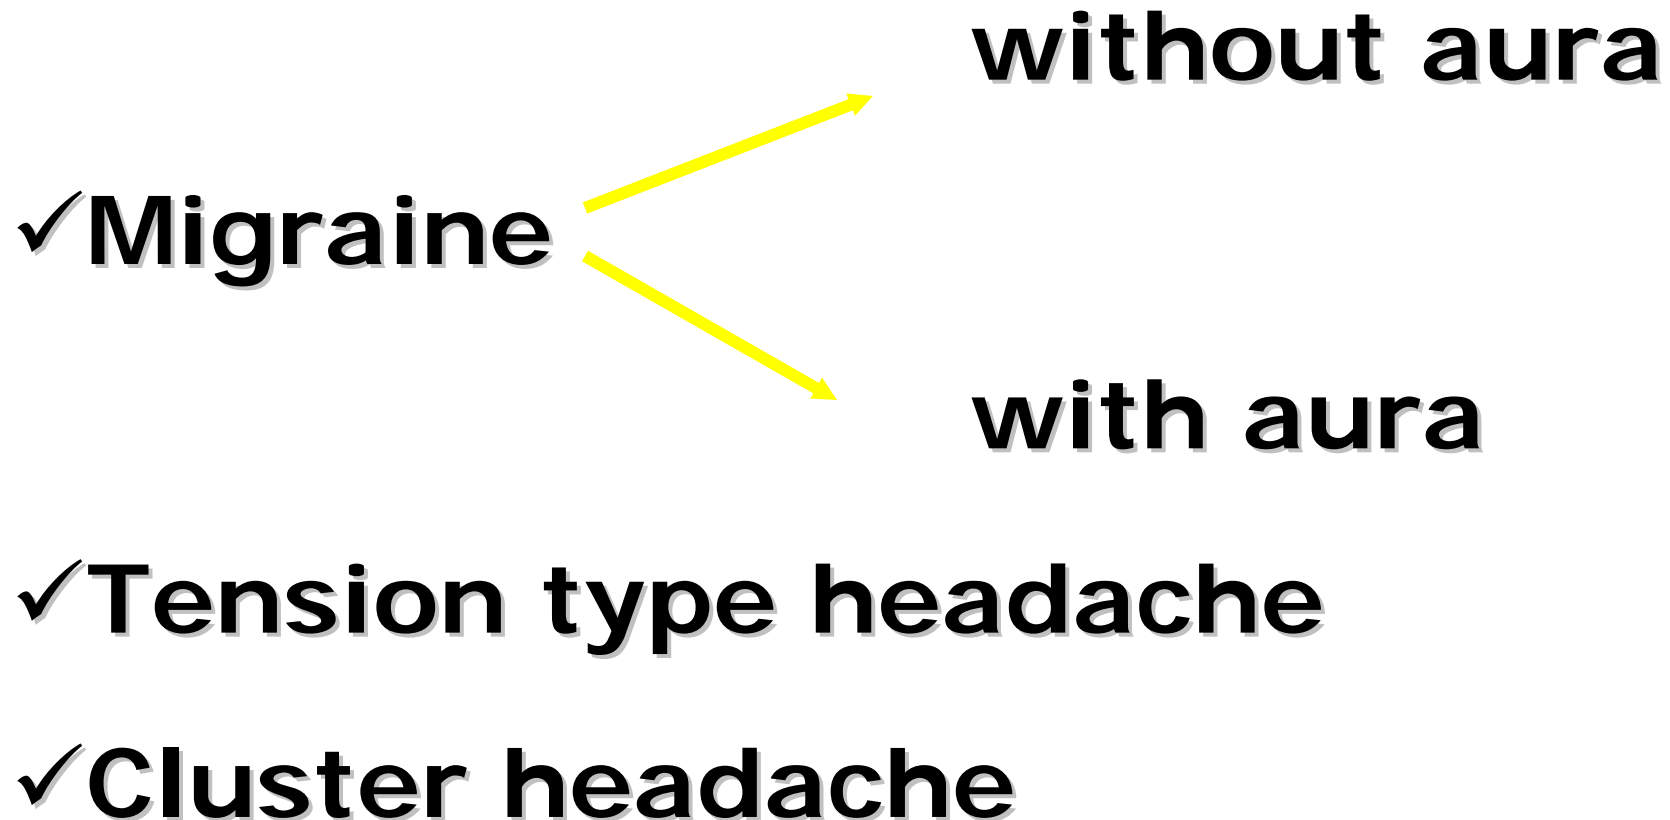 without aura
✓Migraine
with aura
✓Tension type headache
✓Cluster headache